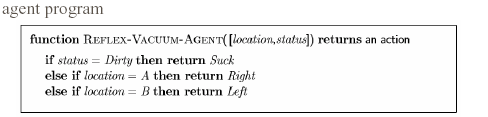 agent program
function REFLEX-VACUUM-AGENT([location,status]) returns an action
if status = Dirty then return Suck
else if location = A then return Right
else if location = B then return Left